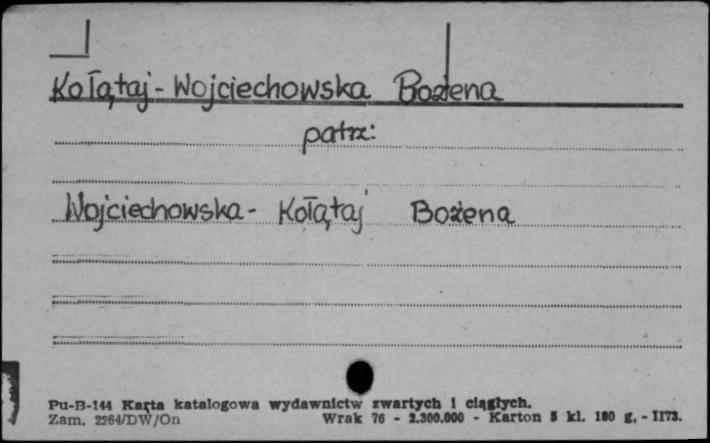 Kołątaj - Wojciechowska Bożena
patrz:
Wojciechowska - Kołątaj Bożena
Pu-B-144 Karta katalogowa wydawnictw zwartych i ciągłych.
Zam. 2264/DW/On Wrak 76 - 2.300.000 - Karton 5 kl. 180 g. - II73.